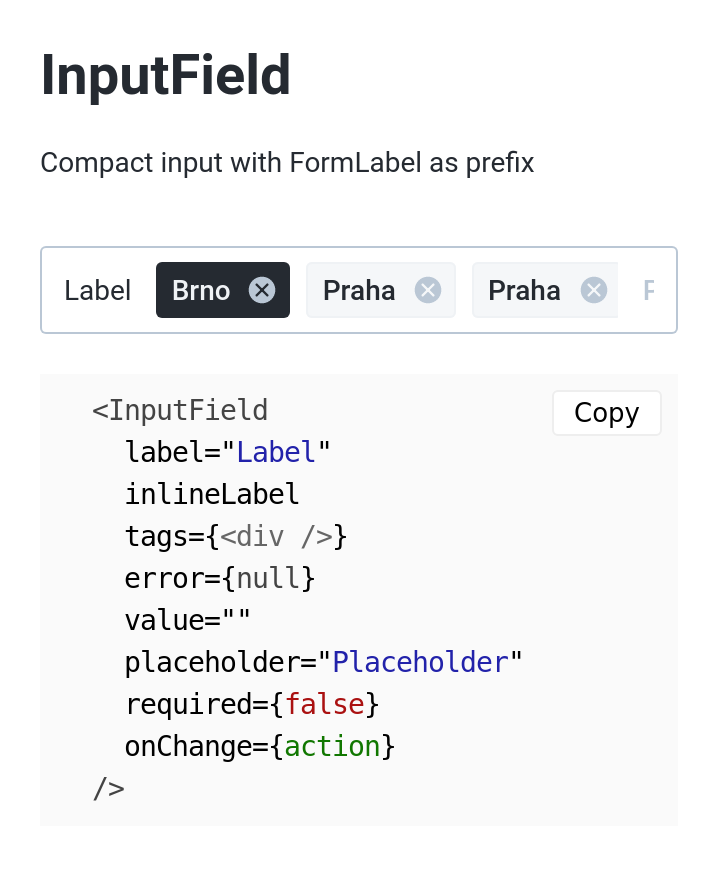 InputField
Compact input with FormLabel as prefix
Label Brno Praha Praha
Copy
<InputField
label="Label"
inlineLabel
tags={<div />}
error={null}
value=""
placeholder="Placeholder"
required={false}
onChange={action}
/>